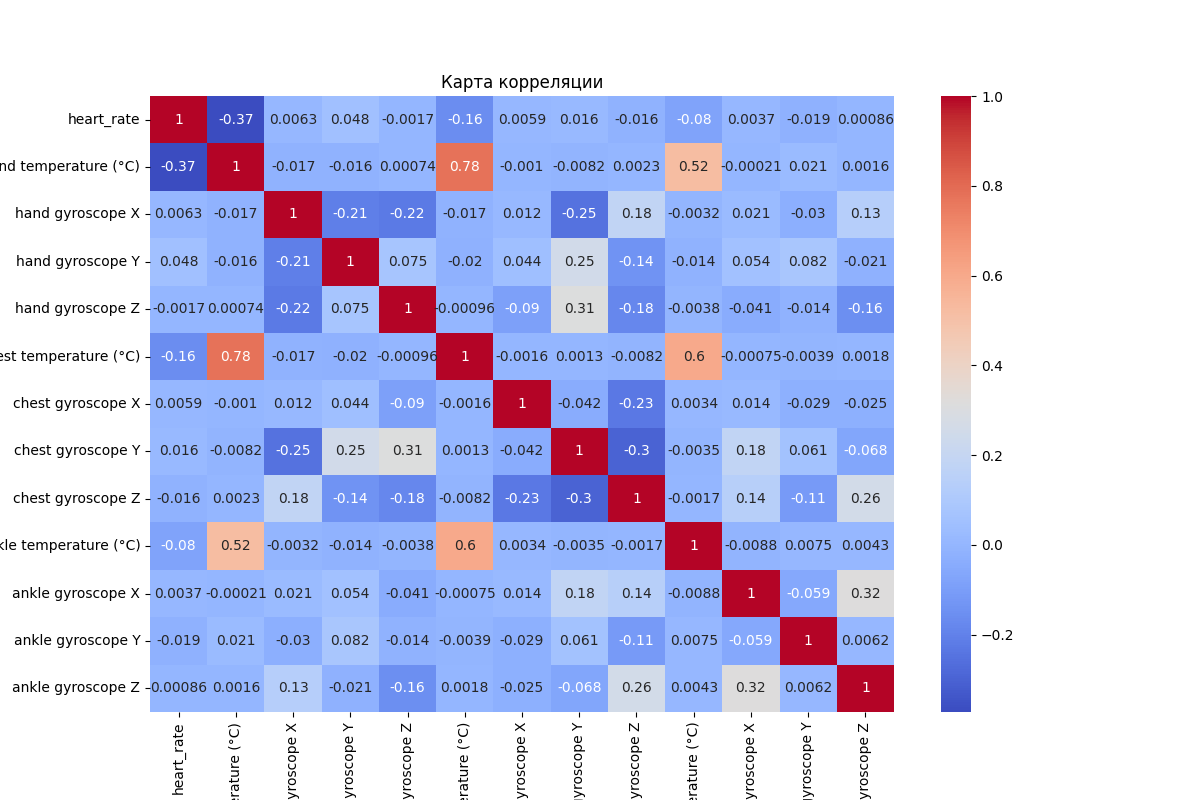 Карта корреляции
heart_rate 1 -0.37 0.0063 0.048 -0.0017 -0.16 0.0059 0.016 -0.016 -0.08 0.0037 -0.019 0.00086
nd temperature (°C) -0.37 1 -0.017 -0.016 0.00074 0.78 -0.001 -0.0082 0.0023 0.52 -0.00021 0.021 0.0016
hand gyroscope X 0.0063 -0.017 1 -0.21 -0.22 -0.017 0.012 -0.25 0.18 -0.0032 0.021 -0.03 0.13
hand gyroscope Y 0.048 -0.016 -0.21 1 0.075 -0.02 0.044 0.25 -0.14 -0.014 0.054 0.082 -0.021
hand gyroscope Z -0.0017 0.00074 -0.22 0.075 1 -0.00096 -0.09 0.31 -0.18 -0.0038 -0.041 -0.014 -0.16
est temperature (°C) -0.16 0.78 -0.017 -0.02 -0.00096 1 -0.0016 0.0013 -0.0082 0.6 -0.00075 -0.0039 0.0018
chest gyroscope X 0.0059 -0.001 0.012 0.044 -0.09 -0.0016 1 -0.042 -0.23 0.0034 0.014 -0.029 -0.025
chest gyroscope Y 0.016 -0.0082 -0.25 0.25 0.31 0.0013 -0.042 1 -0.3 -0.0035 0.18 0.061 -0.068
chest gyroscope Z -0.016 0.0023 0.18 -0.14 -0.18 -0.0082 -0.23 -0.3 1 -0.0017 0.14 -0.11 0.26
kle temperature (°C) -0.08 0.52 -0.0032 -0.014 -0.0038 0.6 0.0034 -0.0035 -0.0017 1 -0.0088 0.0075 0.0043
ankle gyroscope X 0.0037 -0.00021 0.021 0.054 -0.041 -0.00075 0.014 0.18 0.14 -0.0088 1 -0.059 0.32
ankle gyroscope Y -0.019 0.021 -0.03 0.082 -0.014 -0.0039 -0.029 0.061 -0.11 0.0075 -0.059 1 0.0062
ankle gyroscope Z 0.00086 0.0016 0.13 -0.021 -0.16 0.0018 -0.025 -0.068 0.26 0.0043 0.32 0.0062 1
heart_rate
erature (°C)
yroscope X
yroscope Y
yroscope Z
erature (°C)
yroscope X
gyroscope Y
yroscope Z
erature (°C)
yroscope X
yroscope Y
yroscope Z
1.0
0.8
0.6
0.4
0.2
0.0
−0.2